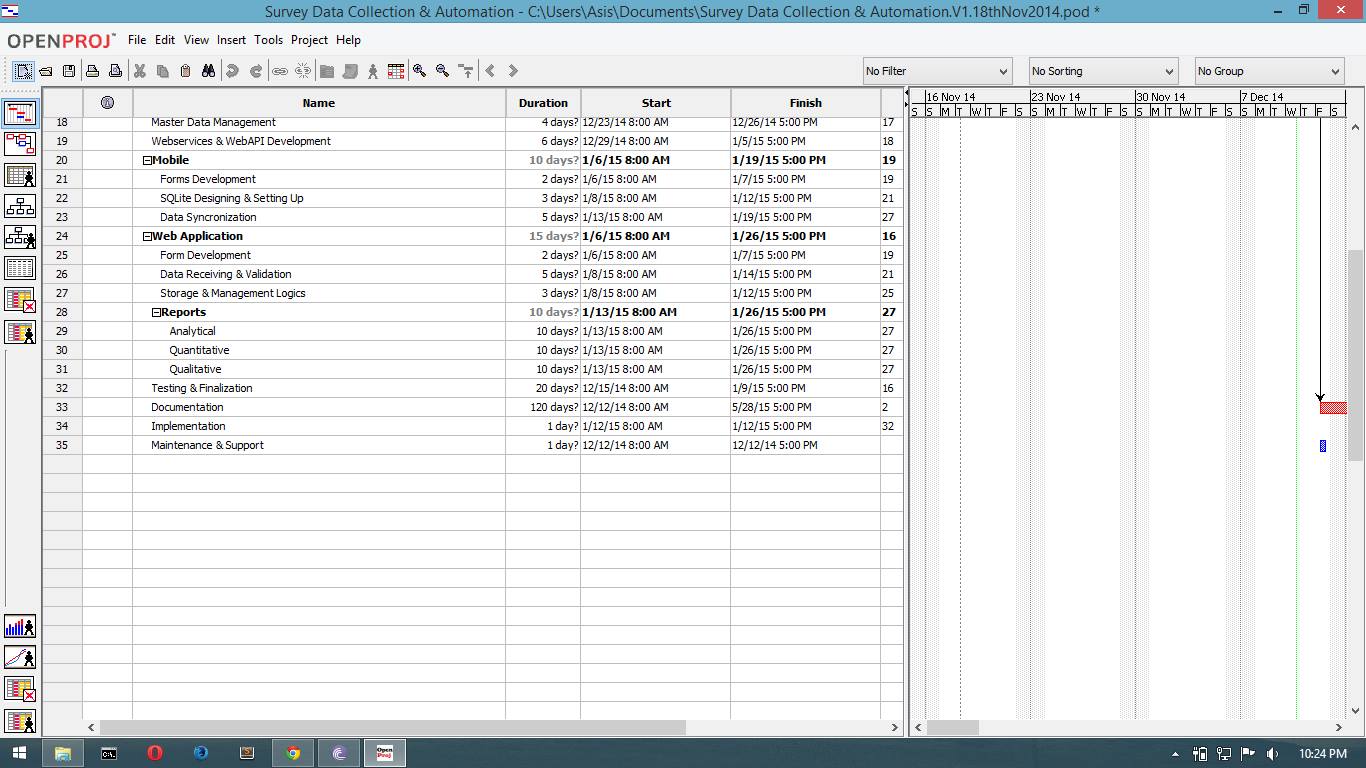 Survey Data Collection & Automation - C:\Users\Asis\Documents\Survey Data Collection & Automation.V1.18thNov2014.pod *
OPENPROJ™ File Edit View Insert Tools Project Help
No Filter No Sorting No Group
Name Duration Start Finish
16 Nov 14 23 Nov 14 30 Nov 14 7 Dec 14
S S M T W T F S S M T W T F S S M T W T F S S M T W T F S
18 Master Data Management 4 days? 12/23/14 8:00 AM 12/26/14 5:00 PM 17
19 Webservices & WebAPI Development 6 days? 12/29/14 8:00 AM 1/5/15 5:00 PM 18
20 Mobile 10 days? 1/6/15 8:00 AM 1/19/15 5:00 PM 19
21 Forms Development 2 days? 1/6/15 8:00 AM 1/7/15 5:00 PM 19
22 SQLite Designing & Setting Up 3 days? 1/8/15 8:00 AM 1/12/15 5:00 PM 21
23 Data Syncronization 5 days? 1/13/15 8:00 AM 1/19/15 5:00 PM 27
24 Web Application 15 days? 1/6/15 8:00 AM 1/26/15 5:00 PM 16
25 Form Development 2 days? 1/6/15 8:00 AM 1/7/15 5:00 PM 19
26 Data Receiving & Validation 5 days? 1/8/15 8:00 AM 1/14/15 5:00 PM 21
27 Storage & Management Logics 3 days? 1/8/15 8:00 AM 1/12/15 5:00 PM 25
28 Reports 10 days? 1/13/15 8:00 AM 1/26/15 5:00 PM 27
29 Analytical 10 days? 1/13/15 8:00 AM 1/26/15 5:00 PM 27
30 Quantitative 10 days? 1/13/15 8:00 AM 1/26/15 5:00 PM 27
31 Qualitative 10 days? 1/13/15 8:00 AM 1/26/15 5:00 PM 27
32 Testing & Finalization 20 days? 12/15/14 8:00 AM 1/9/15 5:00 PM 16
33 Documentation 120 days? 12/12/14 8:00 AM 5/28/15 5:00 PM 2
34 Implementation 1 day? 1/12/15 8:00 AM 1/12/15 5:00 PM 32
35 Maintenance & Support 1 day? 12/12/14 8:00 AM 12/12/14 5:00 PM
C:\. Open Proj 10:24 PM